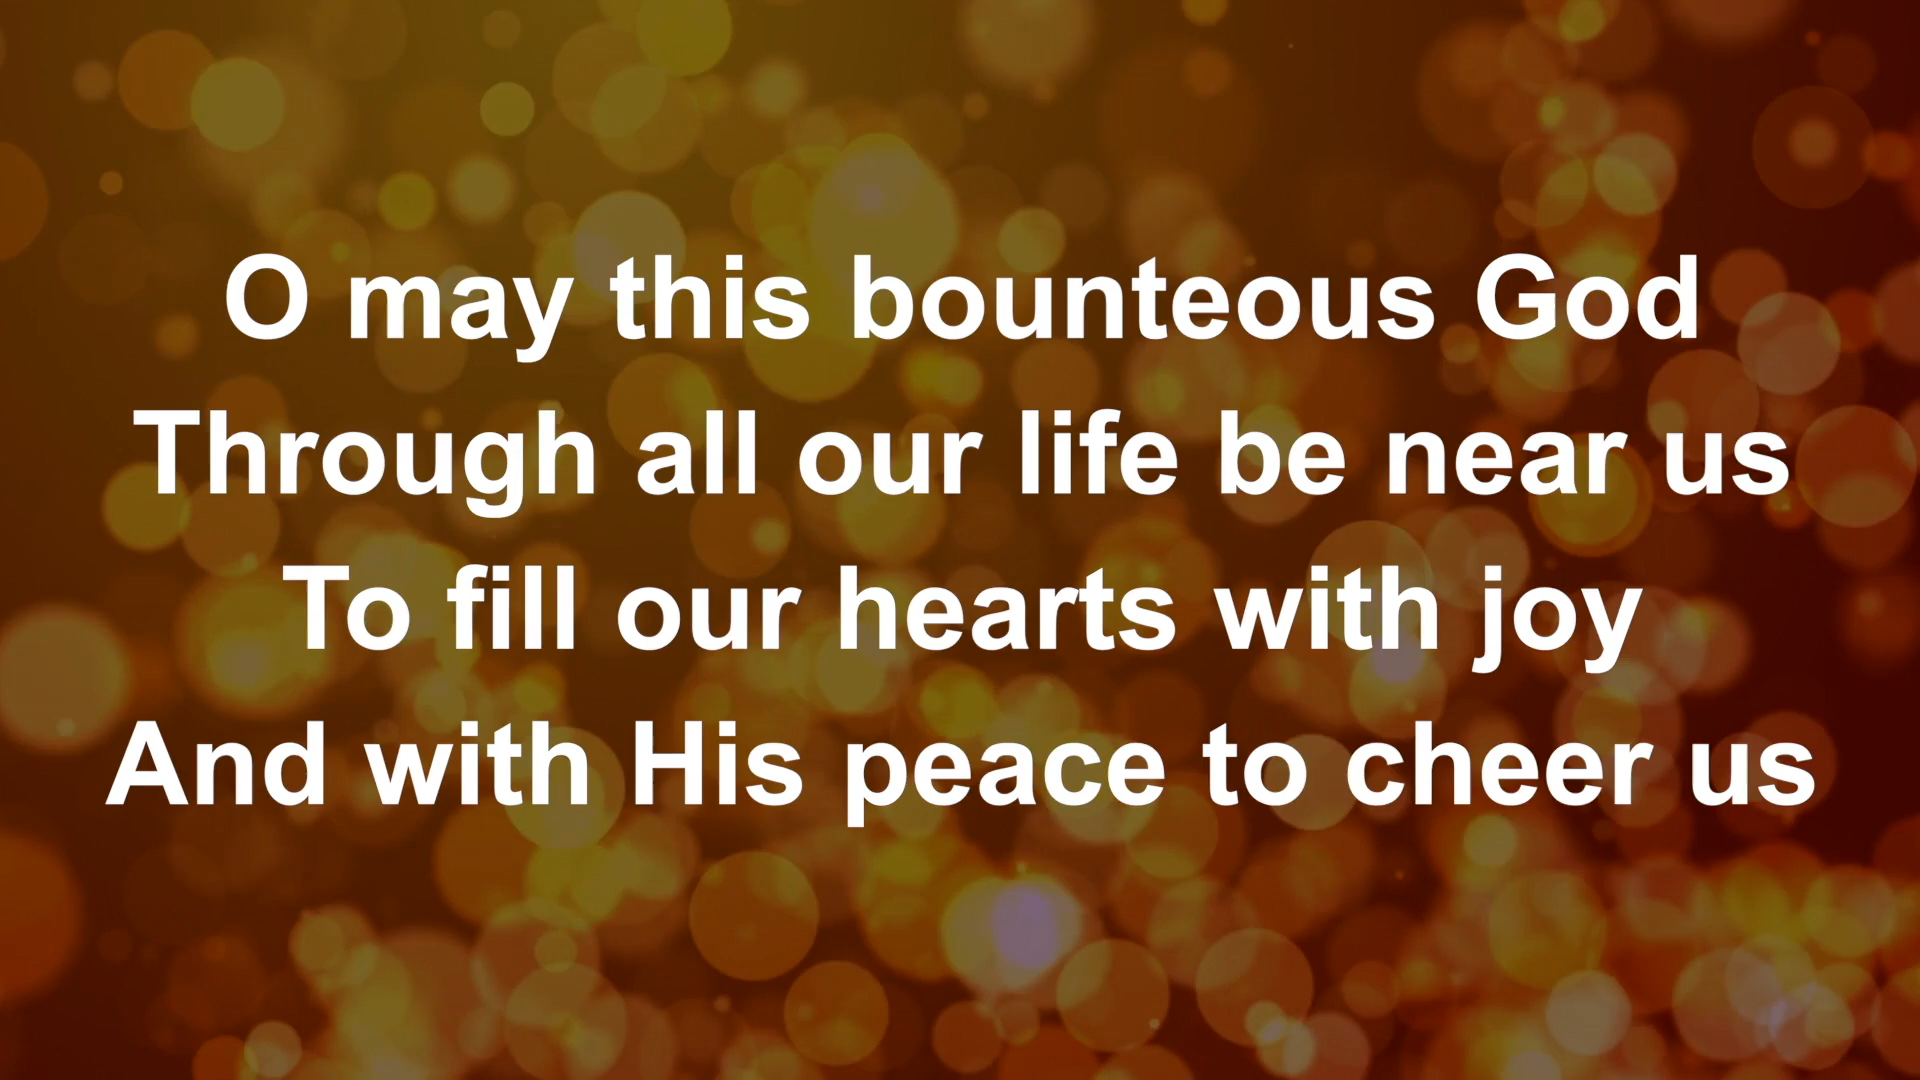 O may this bounteous God
Through all our life be near us
To fill our hearts with joy
And with His peace to cheer us